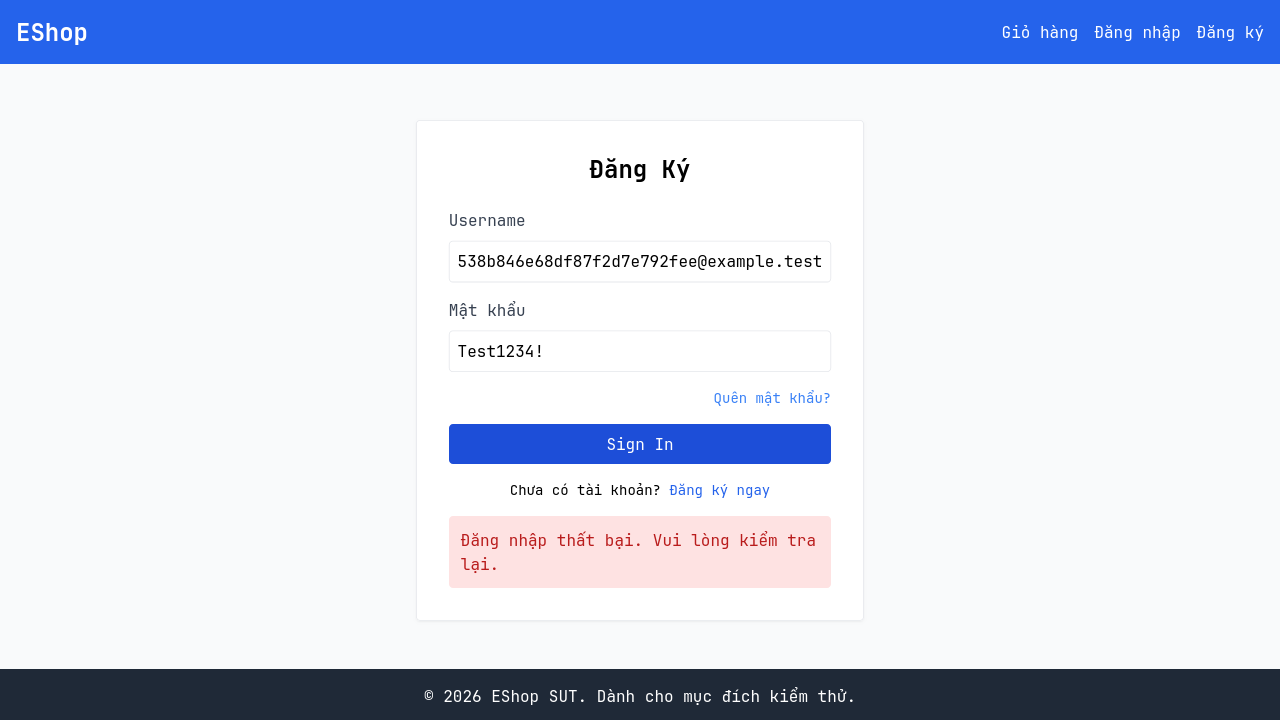 EShop
Giỏ hàng Đăng nhập Đăng ký
Đăng Ký
Username
538b846e68df87f2d7e792fee@example.test
Mật khẩu
Test1234!
Quên mật khẩu?
Sign In
Chưa có tài khoản? Đăng ký ngay
Đăng nhập thất bại. Vui lòng kiểm tra
lại.
© 2026 EShop SUT. Dành cho mục đích kiểm thử.